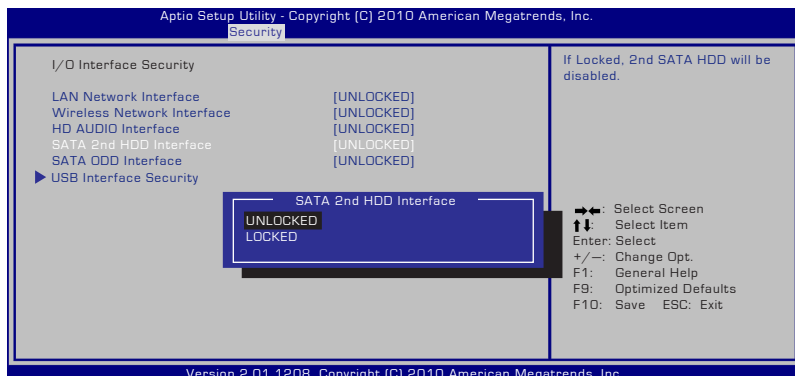 Aptio Setup Utility - Copyright (C) 2010 American Megatrends, Inc.
Security
I/O Interface Security
LAN Network Interface [UNLOCKED]
Wireless Network Interface [UNLOCKED]
HD AUDIO Interface [UNLOCKED]
SATA 2nd HDD Interface [UNLOCKED]
SATA ODD Interface [UNLOCKED]
USB Interface Security
SATA 2nd HDD Interface
UNLOCKED
LOCKED
If Locked, 2nd SATA HDD will be
disabled.
→←: Select Screen
↑↓: Select Item
Enter: Select
+/—: Change Opt.
F1: General Help
F9: Optimized Defaults
F10: Save ESC: Exit
Version 2.01.1208. Copyright (C) 2010 American Megatrends, Inc.